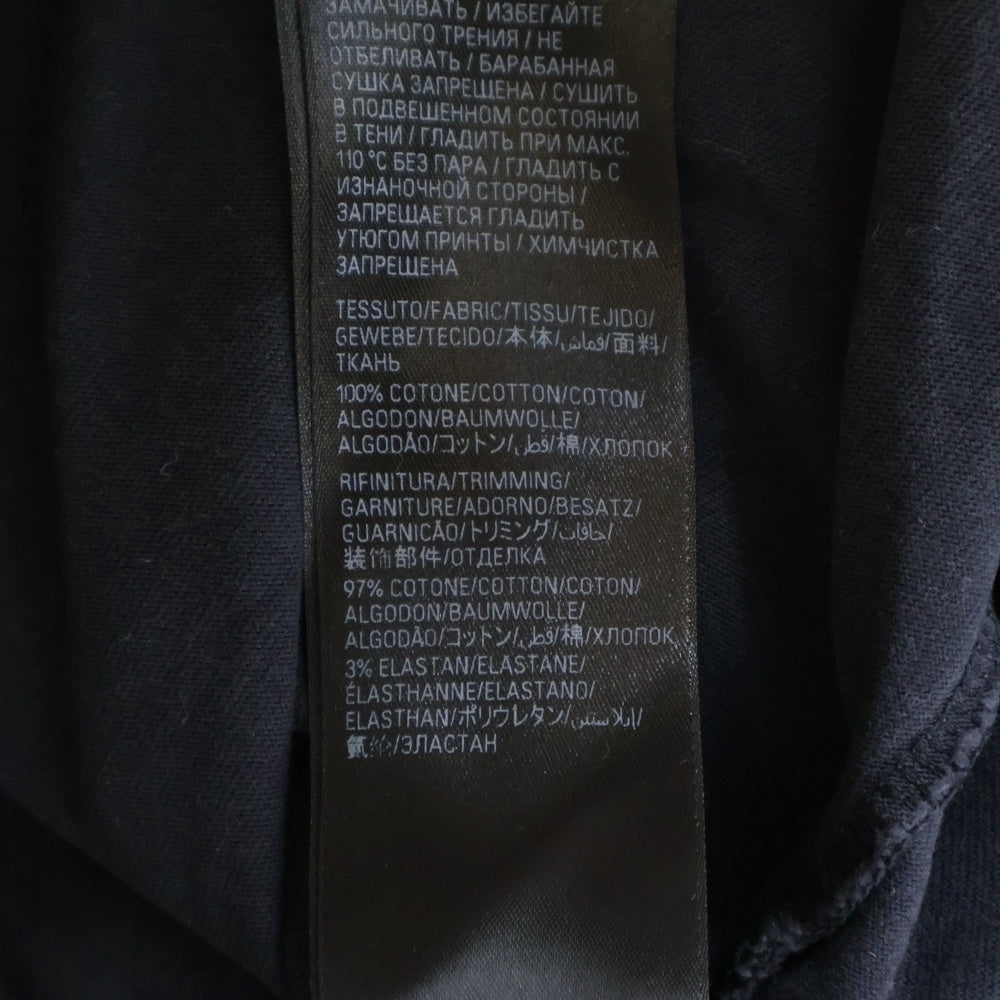 ЗАМАЧИВАТЬ / ИЗБЕГАЙТЕ
СИЛЬНОГО ТРЕНИЯ / НЕ
ОТБЕЛИВАТЬ / БАРАБАННАЯ
СУШКА ЗАПРЕЩЕНА / СУШИТЬ
В ПОДВЕШЕННОМ СОСТОЯНИИ
В ТЕНИ / ГЛАДИТЬ ПРИ МАКС.
110 °C БЕЗ ПАРА / ГЛАДИТЬ С
ИЗНАНОЧНОЙ СТОРОНЫ /
ЗАПРЕЩАЕТСЯ ГЛАДИТЬ
УТЮГОМ ПРИНТЫ / ХИМЧИСТКА
ЗАПРЕЩЕНА
TESSUTO/FABRIC/TISSU/TEJIDO/
GEWEBE/TECIDO/本体/قماش/面料/
ТКАНЬ
100% COTONE/COTTON/COTON/
ALGODON/BAUMWOLLE/
ALGODÃO/コットン/قطن/棉/ХЛОПОК
RIFINITURA/TRIMMING/
GARNITURE/ADORNO/BESATZ/
GUARNICÃO/トリミング/حافات/
装饰部件/ОТДЕЛКА
97% COTONE/COTTON/COTON/
ALGODON/BAUMWOLLE/
ALGODÃO/コットン/قطن/棉/ХЛОПОК
3% ELASTAN/ELASTANE/
ÉLASTHANNE/ELASTANO/
ELASTHAN/ポリウレタン/إيلاستين/
氨纶/ЭЛАСТАН